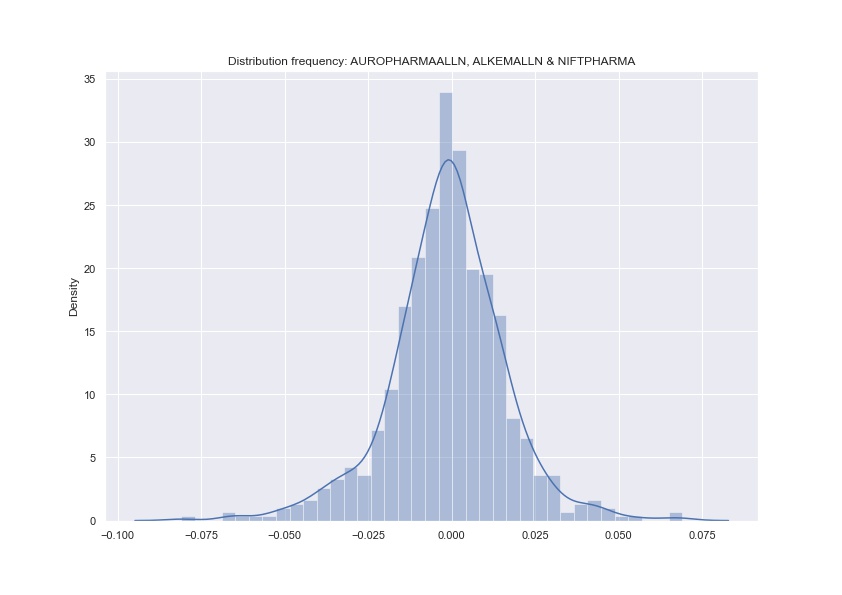 Distribution frequency: AUROPHARMAALLN, ALKEMALLN & NIFTPHARMA
35
30
25
20
15
10
5
0
Density
−0.100 −0.075 −0.050 −0.025 0.000 0.025 0.050 0.075